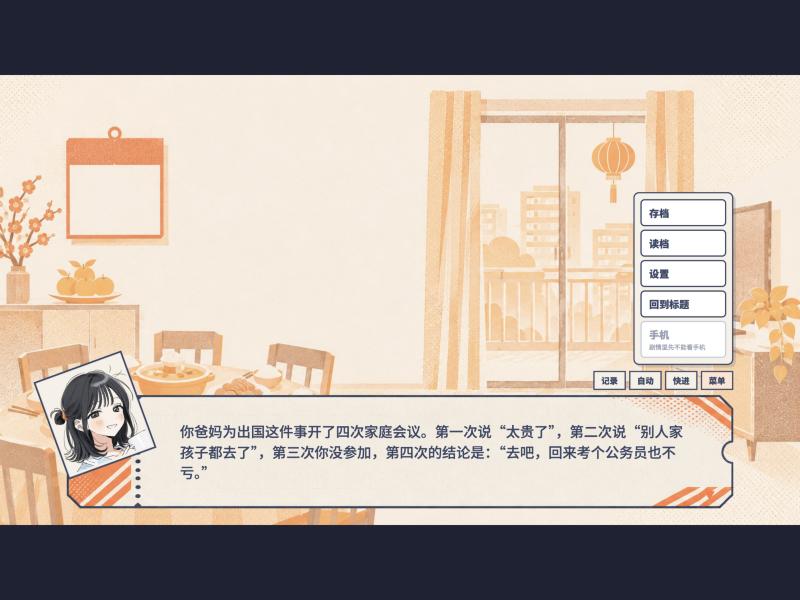 存档
读档
设置
回到标题
手机
剧情里先不能看手机
记录 自动 快进 菜单
你爸妈为出国这件事开了四次家庭会议。第一次说“太贵了”，第二次说“别人家
孩子都去了”，第三次你没参加，第四次的结论是：“去吧，回来考个公务员也不
亏。”